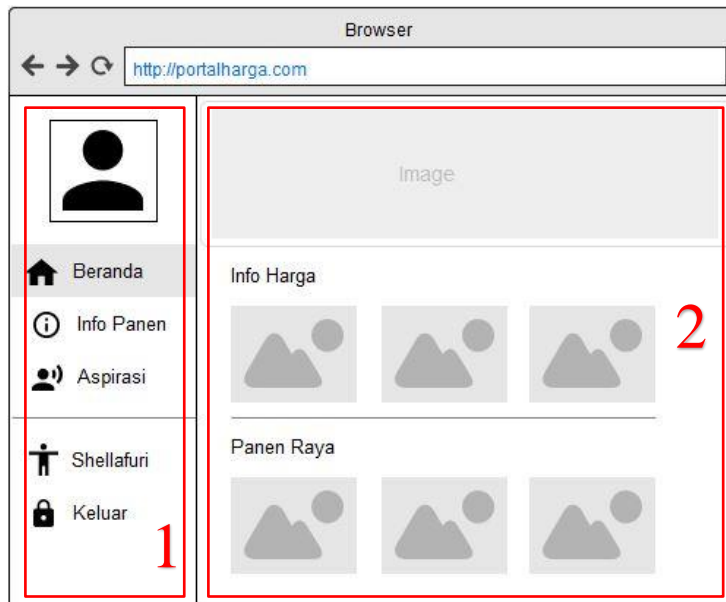 Browser
http://portalharga.com
Beranda
Info Panen
Aspirasi
Shellafuri
Keluar
1
Image
Info Harga
2
Panen Raya